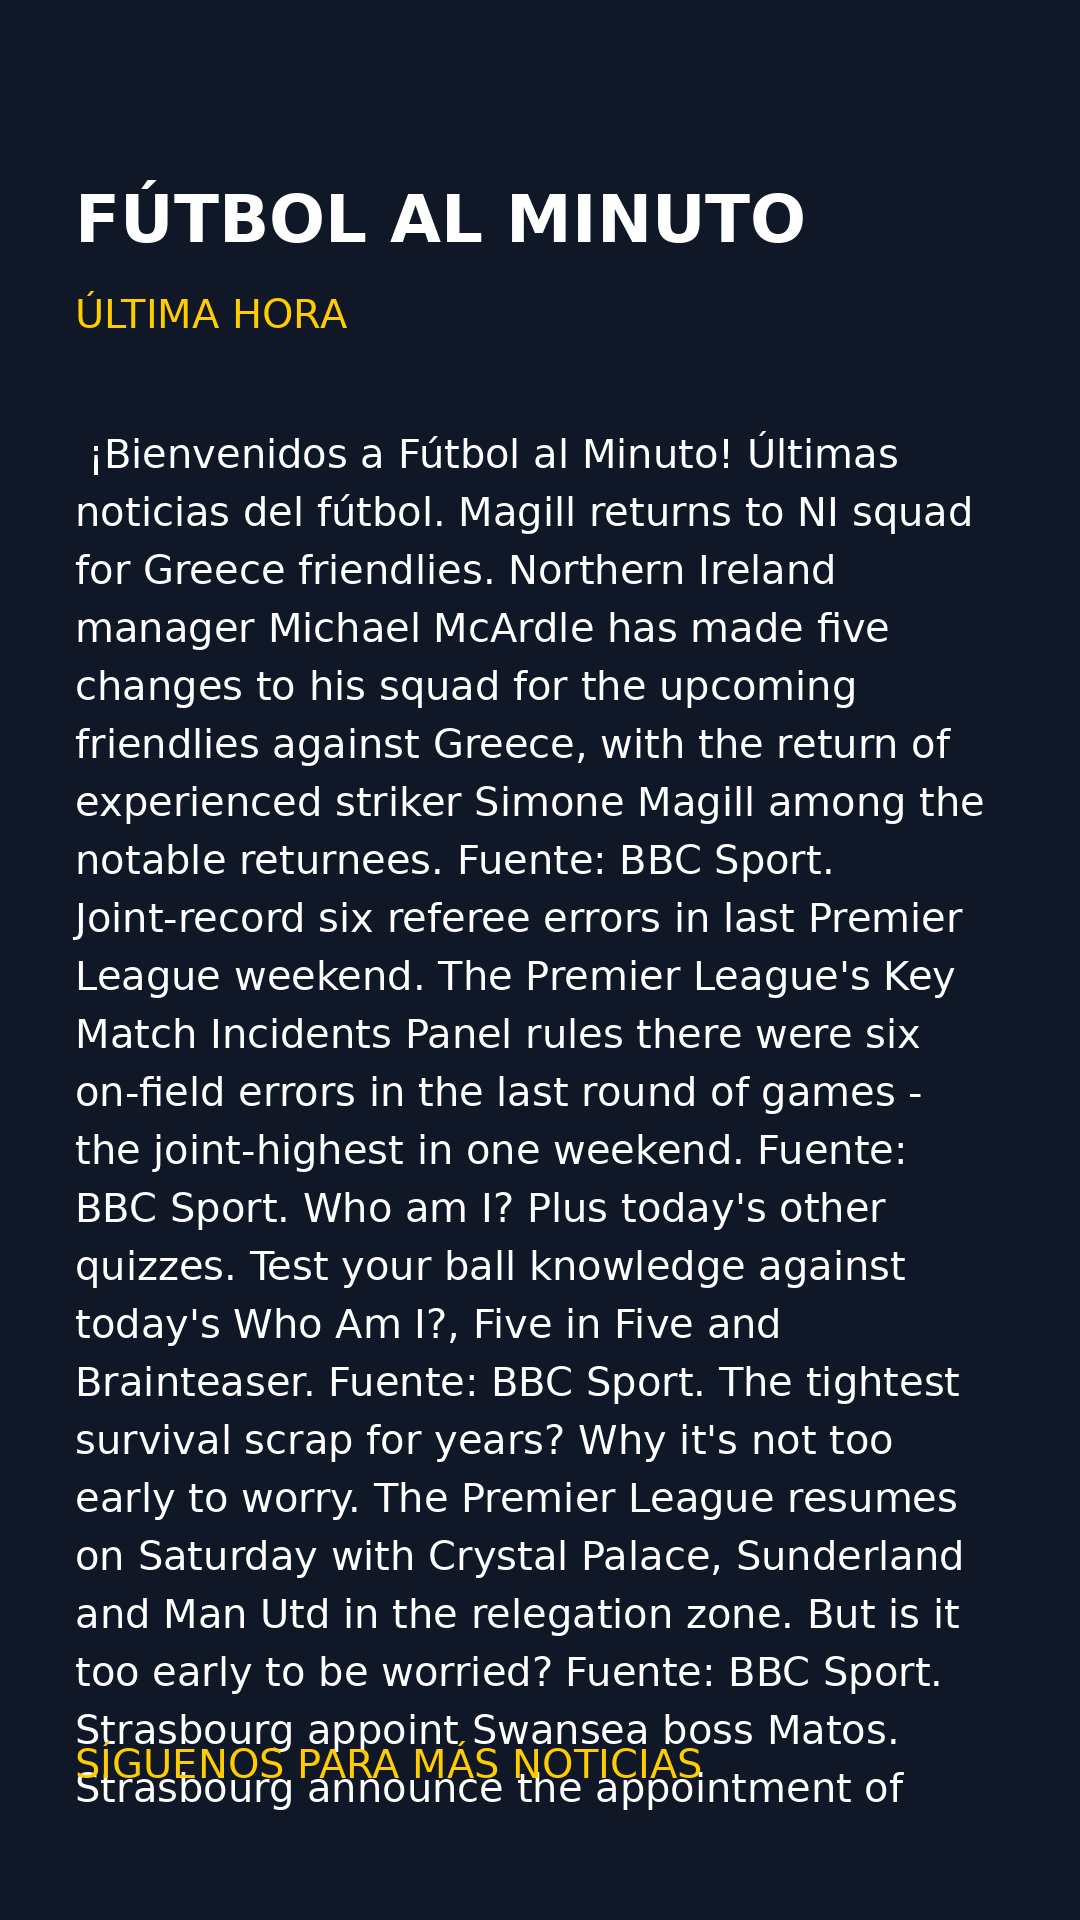 FÚTBOL AL MINUTO
ÚLTIMA HORA
¡Bienvenidos a Fútbol al Minuto! Últimas
noticias del fútbol. Magill returns to NI squad
for Greece friendlies. Northern Ireland
manager Michael McArdle has made five
changes to his squad for the upcoming
friendlies against Greece, with the return of
experienced striker Simone Magill among the
notable returnees. Fuente: BBC Sport.
Joint-record six referee errors in last Premier
League weekend. The Premier League's Key
Match Incidents Panel rules there were six
on-field errors in the last round of games -
the joint-highest in one weekend. Fuente:
BBC Sport. Who am I? Plus today's other
quizzes. Test your ball knowledge against
today's Who Am I?, Five in Five and
Brainteaser. Fuente: BBC Sport. The tightest
survival scrap for years? Why it's not too
early to worry. The Premier League resumes
on Saturday with Crystal Palace, Sunderland
and Man Utd in the relegation zone. But is it
too early to be worried? Fuente: BBC Sport.
Strasbourg appoint Swansea boss Matos.
SÍGUENOS PARA MÁS NOTICIAS
Strasbourg announce the appointment of